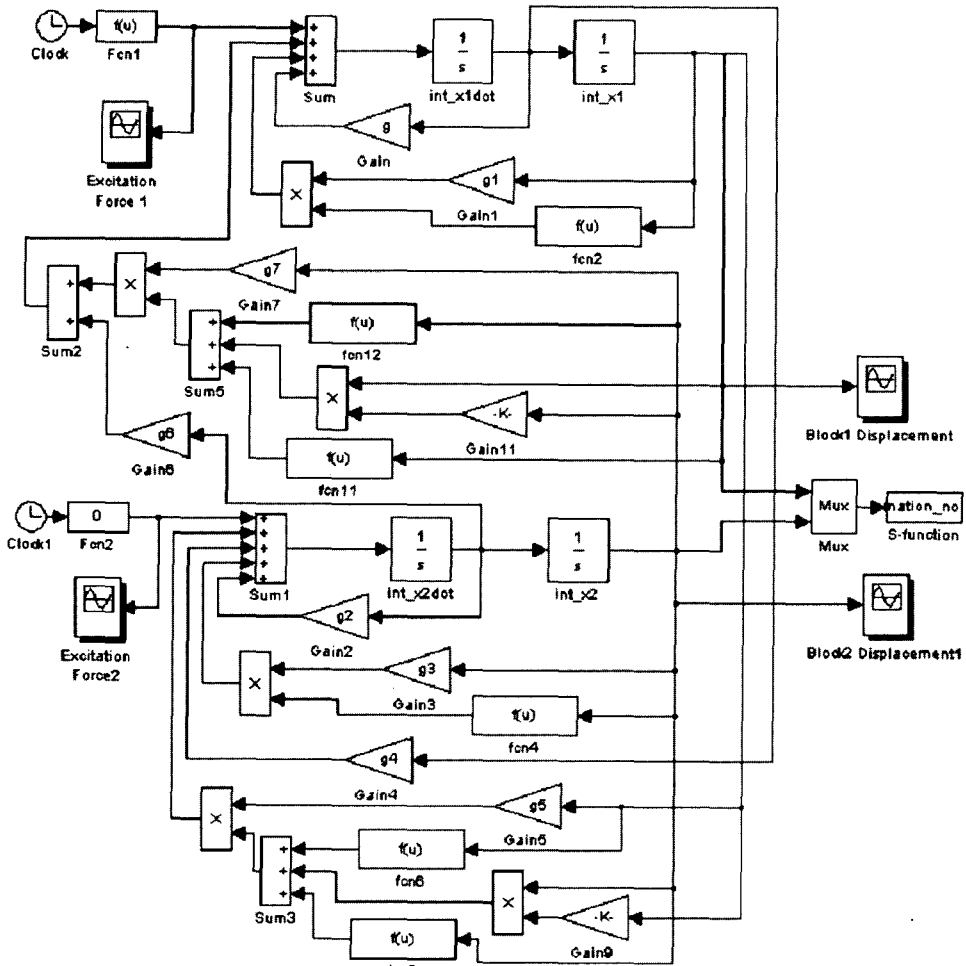 f(u)
Clock
Fcn1
+
+
+
+
Sum
1
s
int_x1dot
1
s
int_x1
g
Gain
Excitation
Force 1
×
g1
Gain1
f(u)
fcn2
g7
Gain7
×
+
+
Sum2
f(u)
fcn12
+
+
+
Sum5
×
-K-
Gain11
Block1 Displacement
g6
Gain6
f(u)
fcn11
0
Clock1
Fcn2
+
+
+
+
+
Sum1
1
s
int_x2dot
1
s
int_x2
Mux
Mux
nation_no
S-function
g2
Gain2
Excitation
Force2
Block2 Displacement1
×
g3
Gain3
f(u)
fcn4
g4
Gain4
×
g5
Gain5
f(u)
fcn6
+
+
+
Sum3
×
-K-
Gain9
f(u)